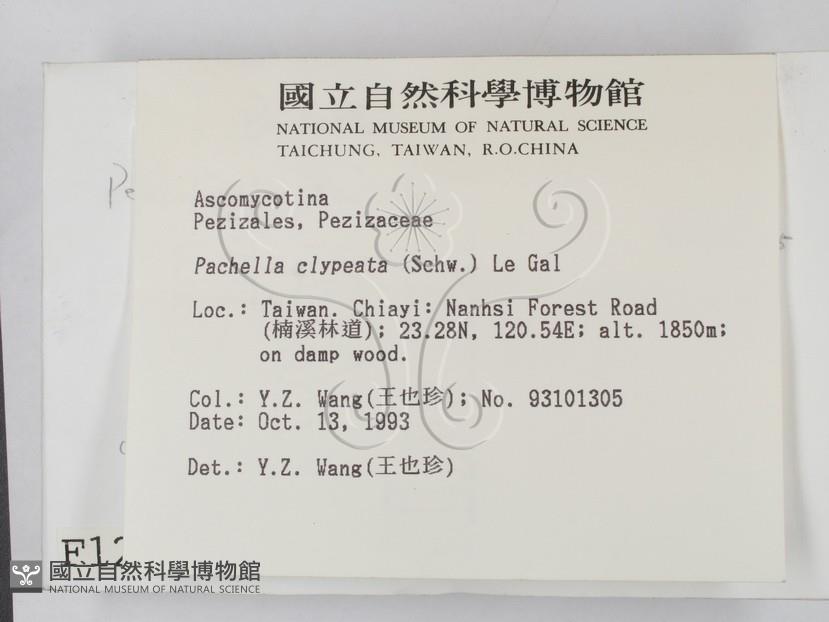 國立自然科學博物館
NATIONAL MUSEUM OF NATURAL SCIENCE
TAICHUNG, TAIWAN, R.O.CHINA
Pe
Ascomycotina
Pezizales, Pezizaceae
Pachella clypeata (Schw.) Le Gal
Loc.: Taiwan. Chiayi: Nanhsi Forest Road
(楠溪林道); 23.28N, 120.54E; alt. 1850m;
on damp wood.
Col.: Y.Z. Wang(王也珍); No. 93101305
Date: Oct. 13, 1993
Det.: Y.Z. Wang(王也珍)
F12
國立自然科學博物館
NATIONAL MUSEUM OF NATURAL SCIENCE